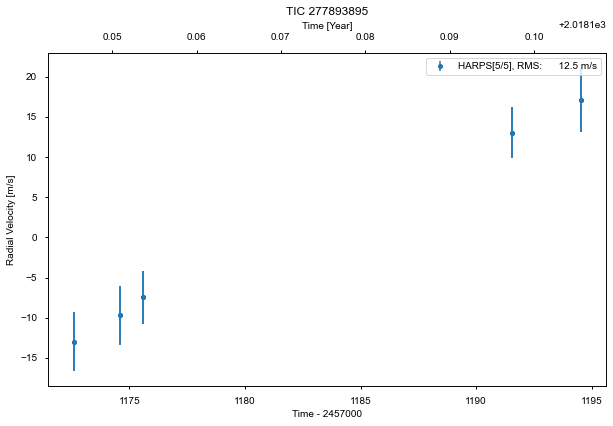 TIC 277893895
Time [Year]
+2.0181e3
0.05 0.06 0.07 0.08 0.09 0.10
HARPS[5/5], RMS: 12.5 m/s
Radial Velocity [m/s]
20
15
10
5
0
−5
−10
−15
1175 1180 1185 1190 1195
Time - 2457000